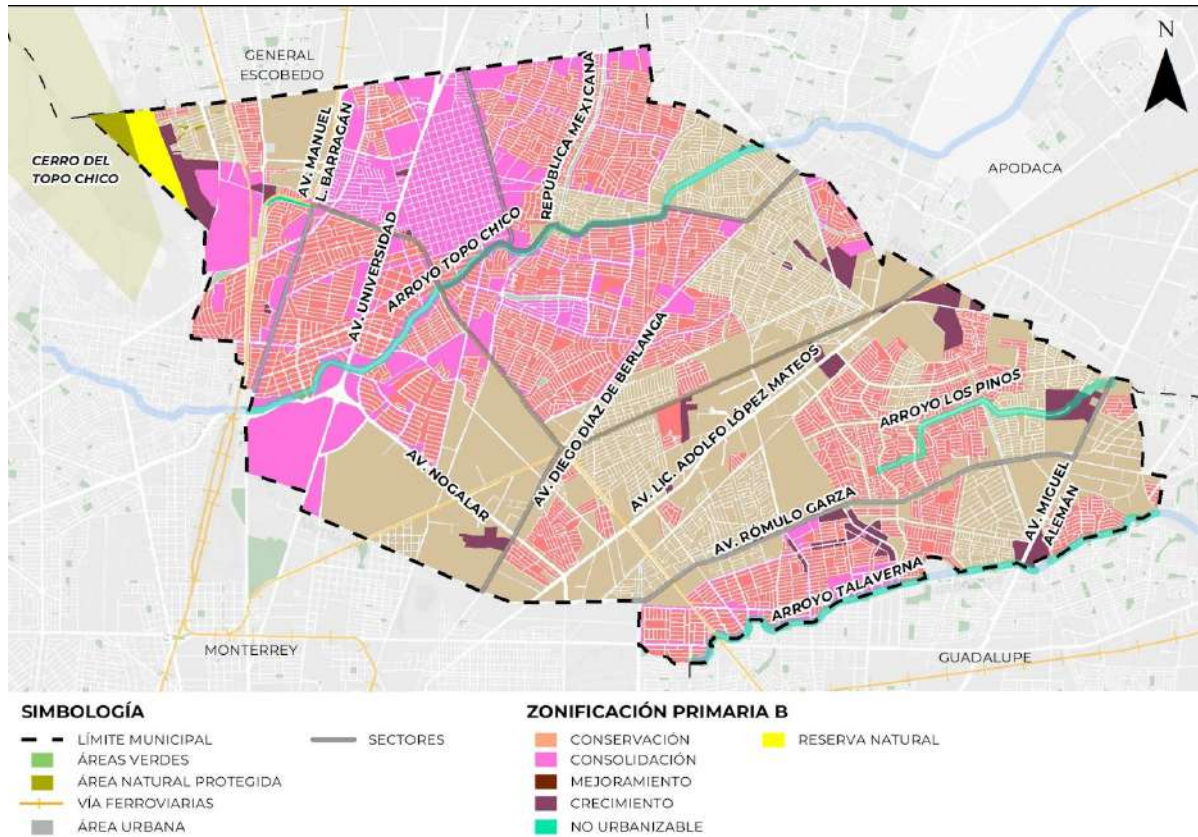 N
GENERAL
ESCOBEDO
CERRO DEL
TOPO CHICO
AV. MANUEL
L. BARRAGÁN
REPÚBLICA MEXICANA
APODACA
AV. UNIVERSIDAD
ARROYO TOPO CHICO
AV. DIEGO DÍAZ DE BERLANGA
AV. LIC. ADOLFO LÓPEZ MATEOS
ARROYO LOS PINOS
AV. NOGALAR
AV. RÓMULO GARZA
AV. MIGUEL
ALEMÁN
ARROYO TALAVERNA
MONTERREY
GUADALUPE
SIMBOLOGÍA
LÍMITE MUNICIPAL
ÁREAS VERDES
ÁREA NATURAL PROTEGIDA
VÍA FERROVIARIAS
ÁREA URBANA
SECTORES
ZONIFICACIÓN PRIMARIA B
CONSERVACIÓN
CONSOLIDACIÓN
MEJORAMIENTO
CRECIMIENTO
NO URBANIZABLE
RESERVA NATURAL